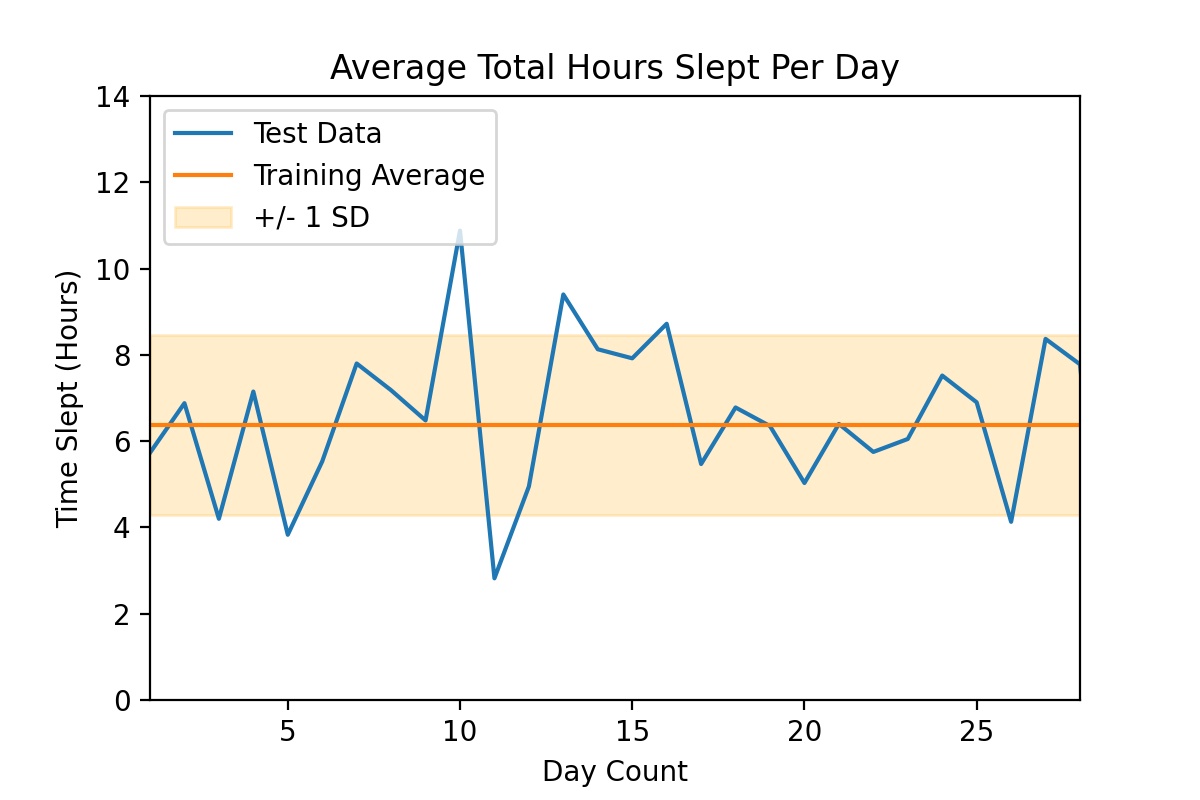 Average Total Hours Slept Per Day
14
12
10
8
6
4
2
0
Time Slept (Hours)
Test Data
Training Average
+/- 1 SD
5
10
15
20
25
Day Count